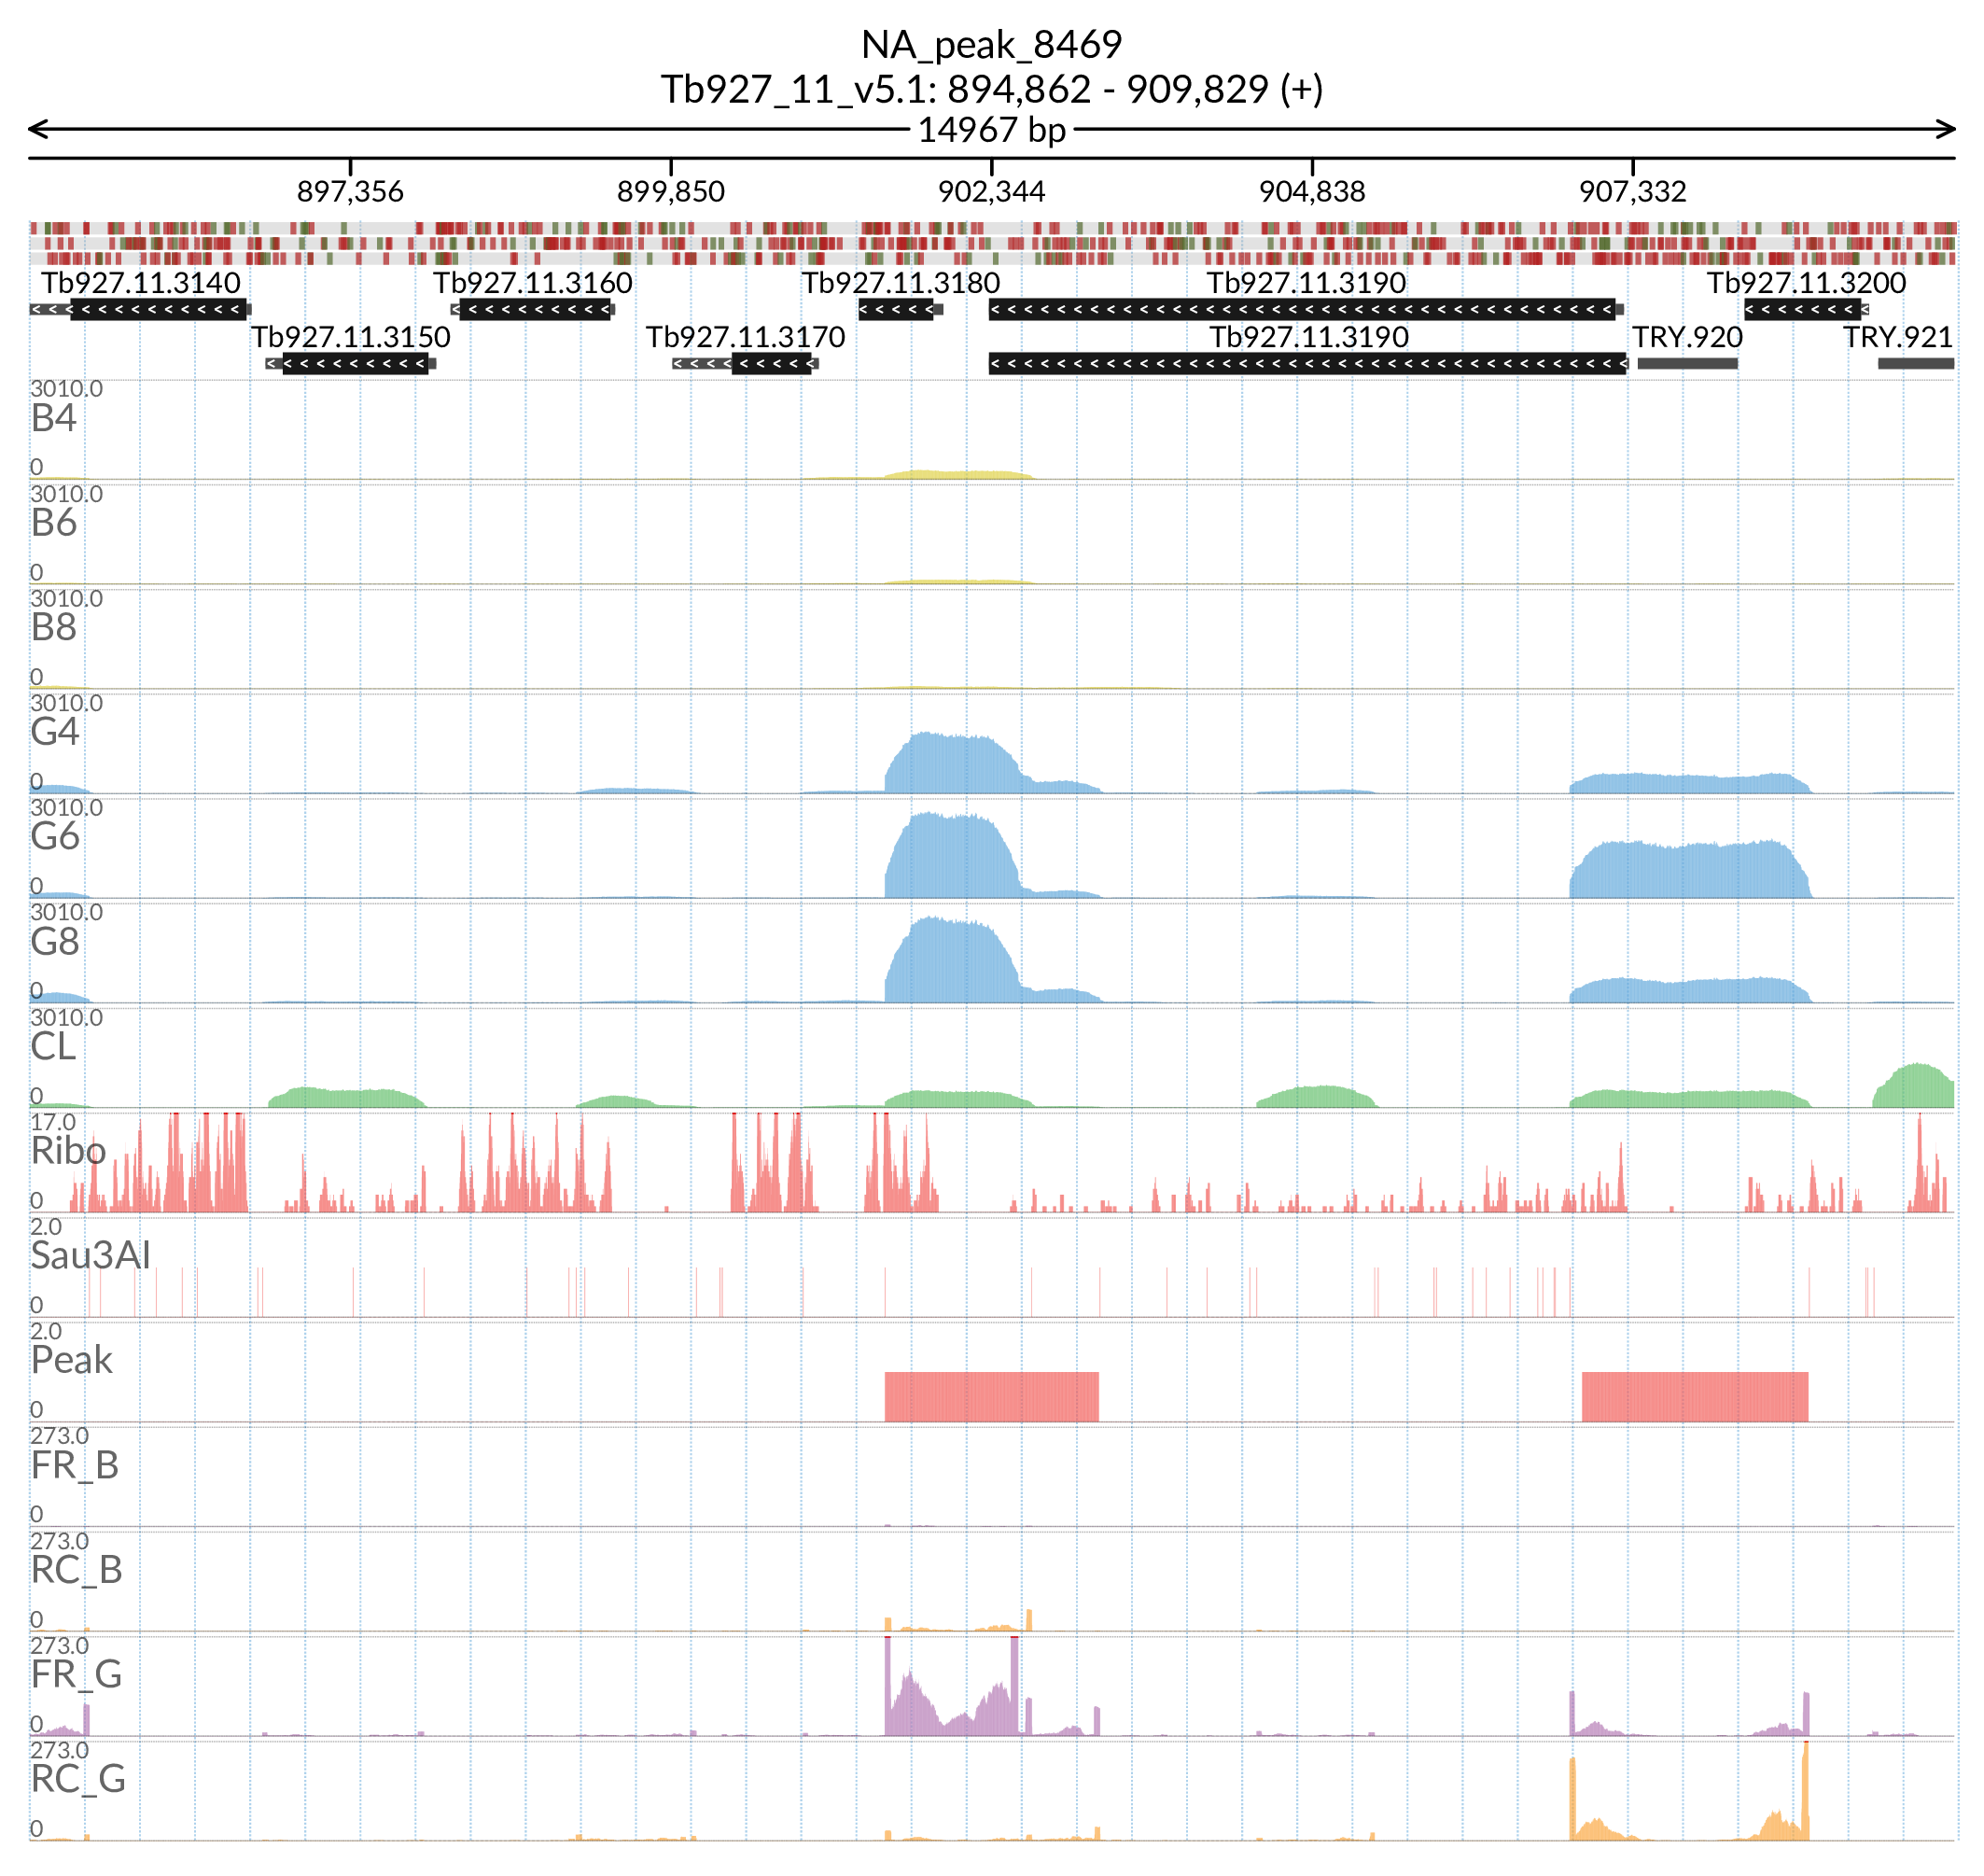 NA_peak_8469
Tb927_11_v5.1: 894,862 - 909,829 (+)
14967 bp
897,356 899,850 902,344 904,838 907,332
Tb927.11.3140 Tb927.11.3160 Tb927.11.3180 Tb927.11.3190 Tb927.11.3200
Tb927.11.3150 Tb927.11.3170 Tb927.11.3190 TRY.920 TRY.921
3010.0
B4
0
3010.0
B6
0
3010.0
B8
0
3010.0
G4
0
3010.0
G6
0
3010.0
G8
0
3010.0
CL
0
17.0
Ribo
0
2.0
Sau3AI
0
2.0
Peak
0
273.0
FR_B
0
273.0
RC_B
0
273.0
FR_G
0
273.0
RC_G
0